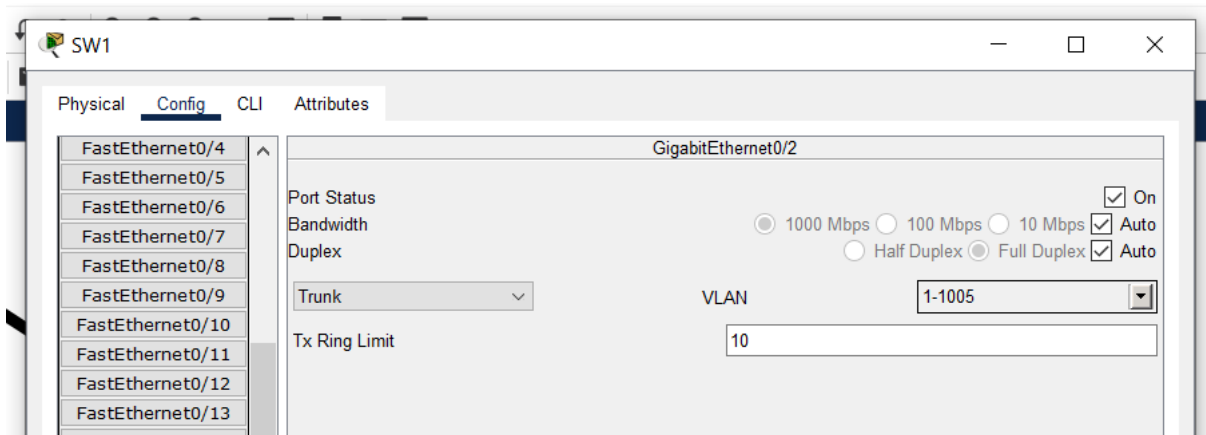 SW1
Physical Config CLI Attributes
FastEthernet0/4
FastEthernet0/5
FastEthernet0/6
FastEthernet0/7
FastEthernet0/8
FastEthernet0/9
FastEthernet0/10
FastEthernet0/11
FastEthernet0/12
FastEthernet0/13
GigabitEthernet0/2
Port Status On
Bandwidth 1000 Mbps 100 Mbps 10 Mbps Auto
Duplex Half Duplex Full Duplex Auto
Trunk VLAN 1-1005
Tx Ring Limit 10